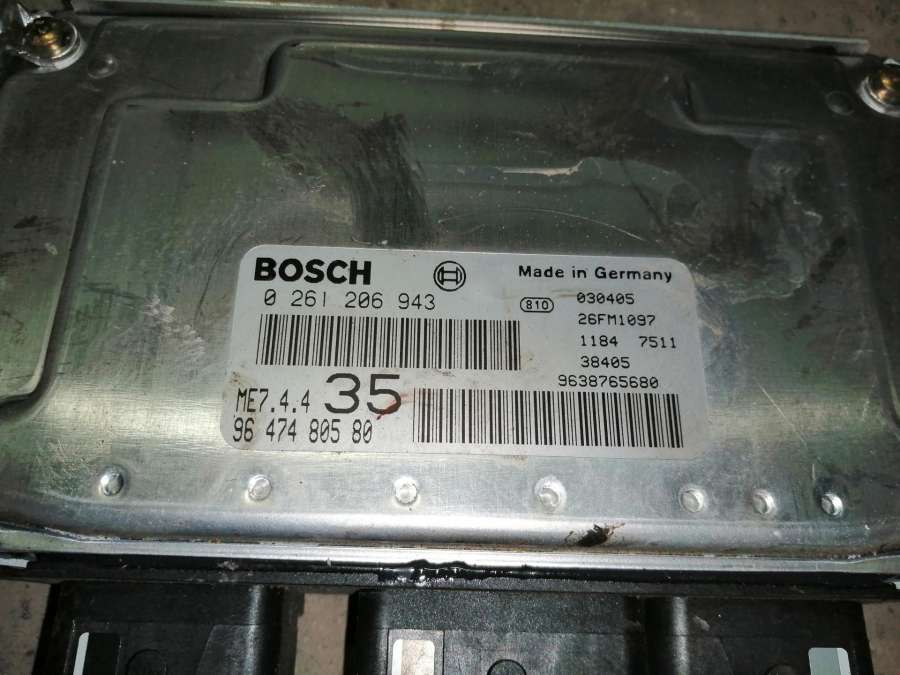 BOSCH
Made in Germany
0 261 206 943
810
030405
26FM1097
1184 7511
38405
9638765680
ME7.4.4 35
96 474 805 80